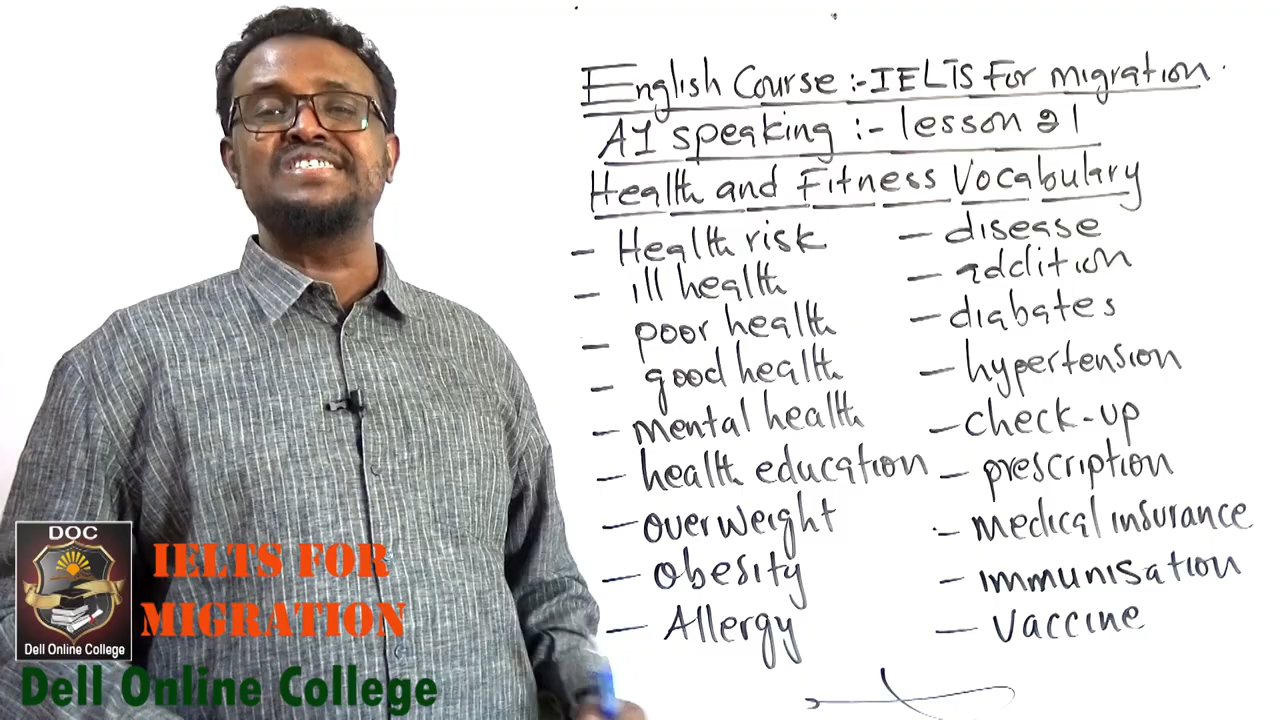 English Course :- IELTS For migration.
A1 speaking :- lesson 21
Health and Fitness Vocabulary
- Health risk
- ill health
- poor health
- good health
- mental health
- health education
- overweight
- Obesity
- Allergy
- disease
- addition
- diabates
- hypertension
- check-up
- prescription
- Medical insurance
- immunisation
- Vaccine
DOC
Dell Online College
IELTS FOR
MIGRATION
Dell Online College